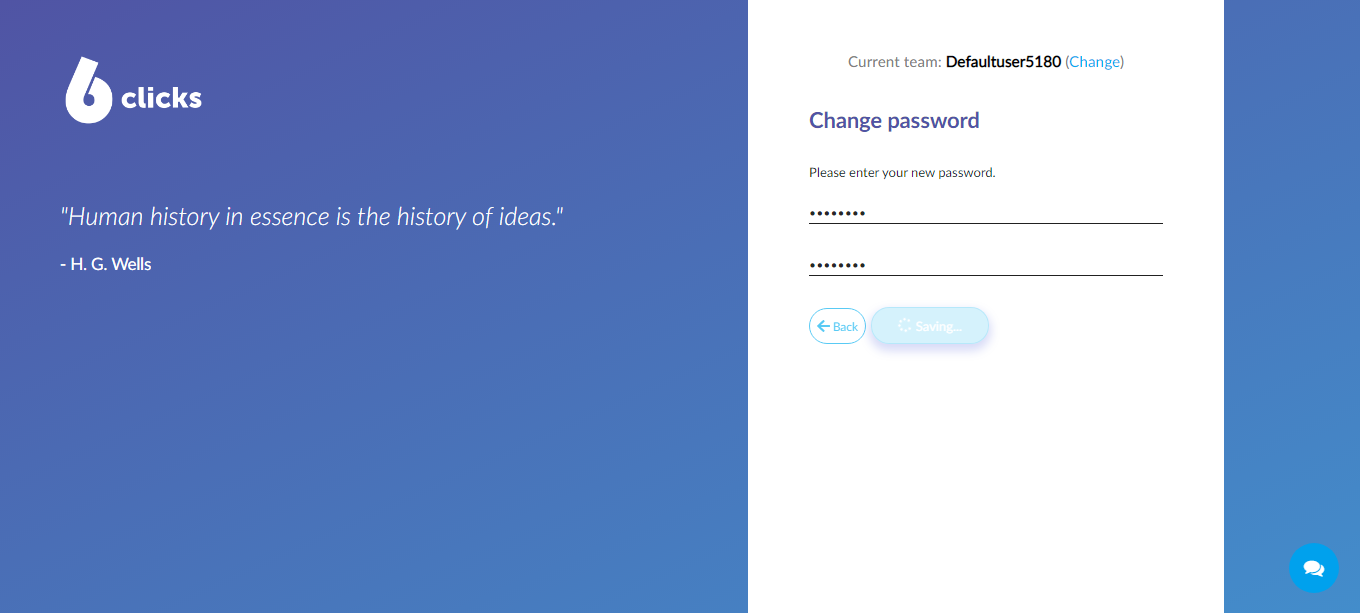 6 clicks
"Human history in essence is the history of ideas."
- H. G. Wells
Current team: Defaultuser5180 (Change)
Change password
Please enter your new password.
••••••••
••••••••
Back
Saving...